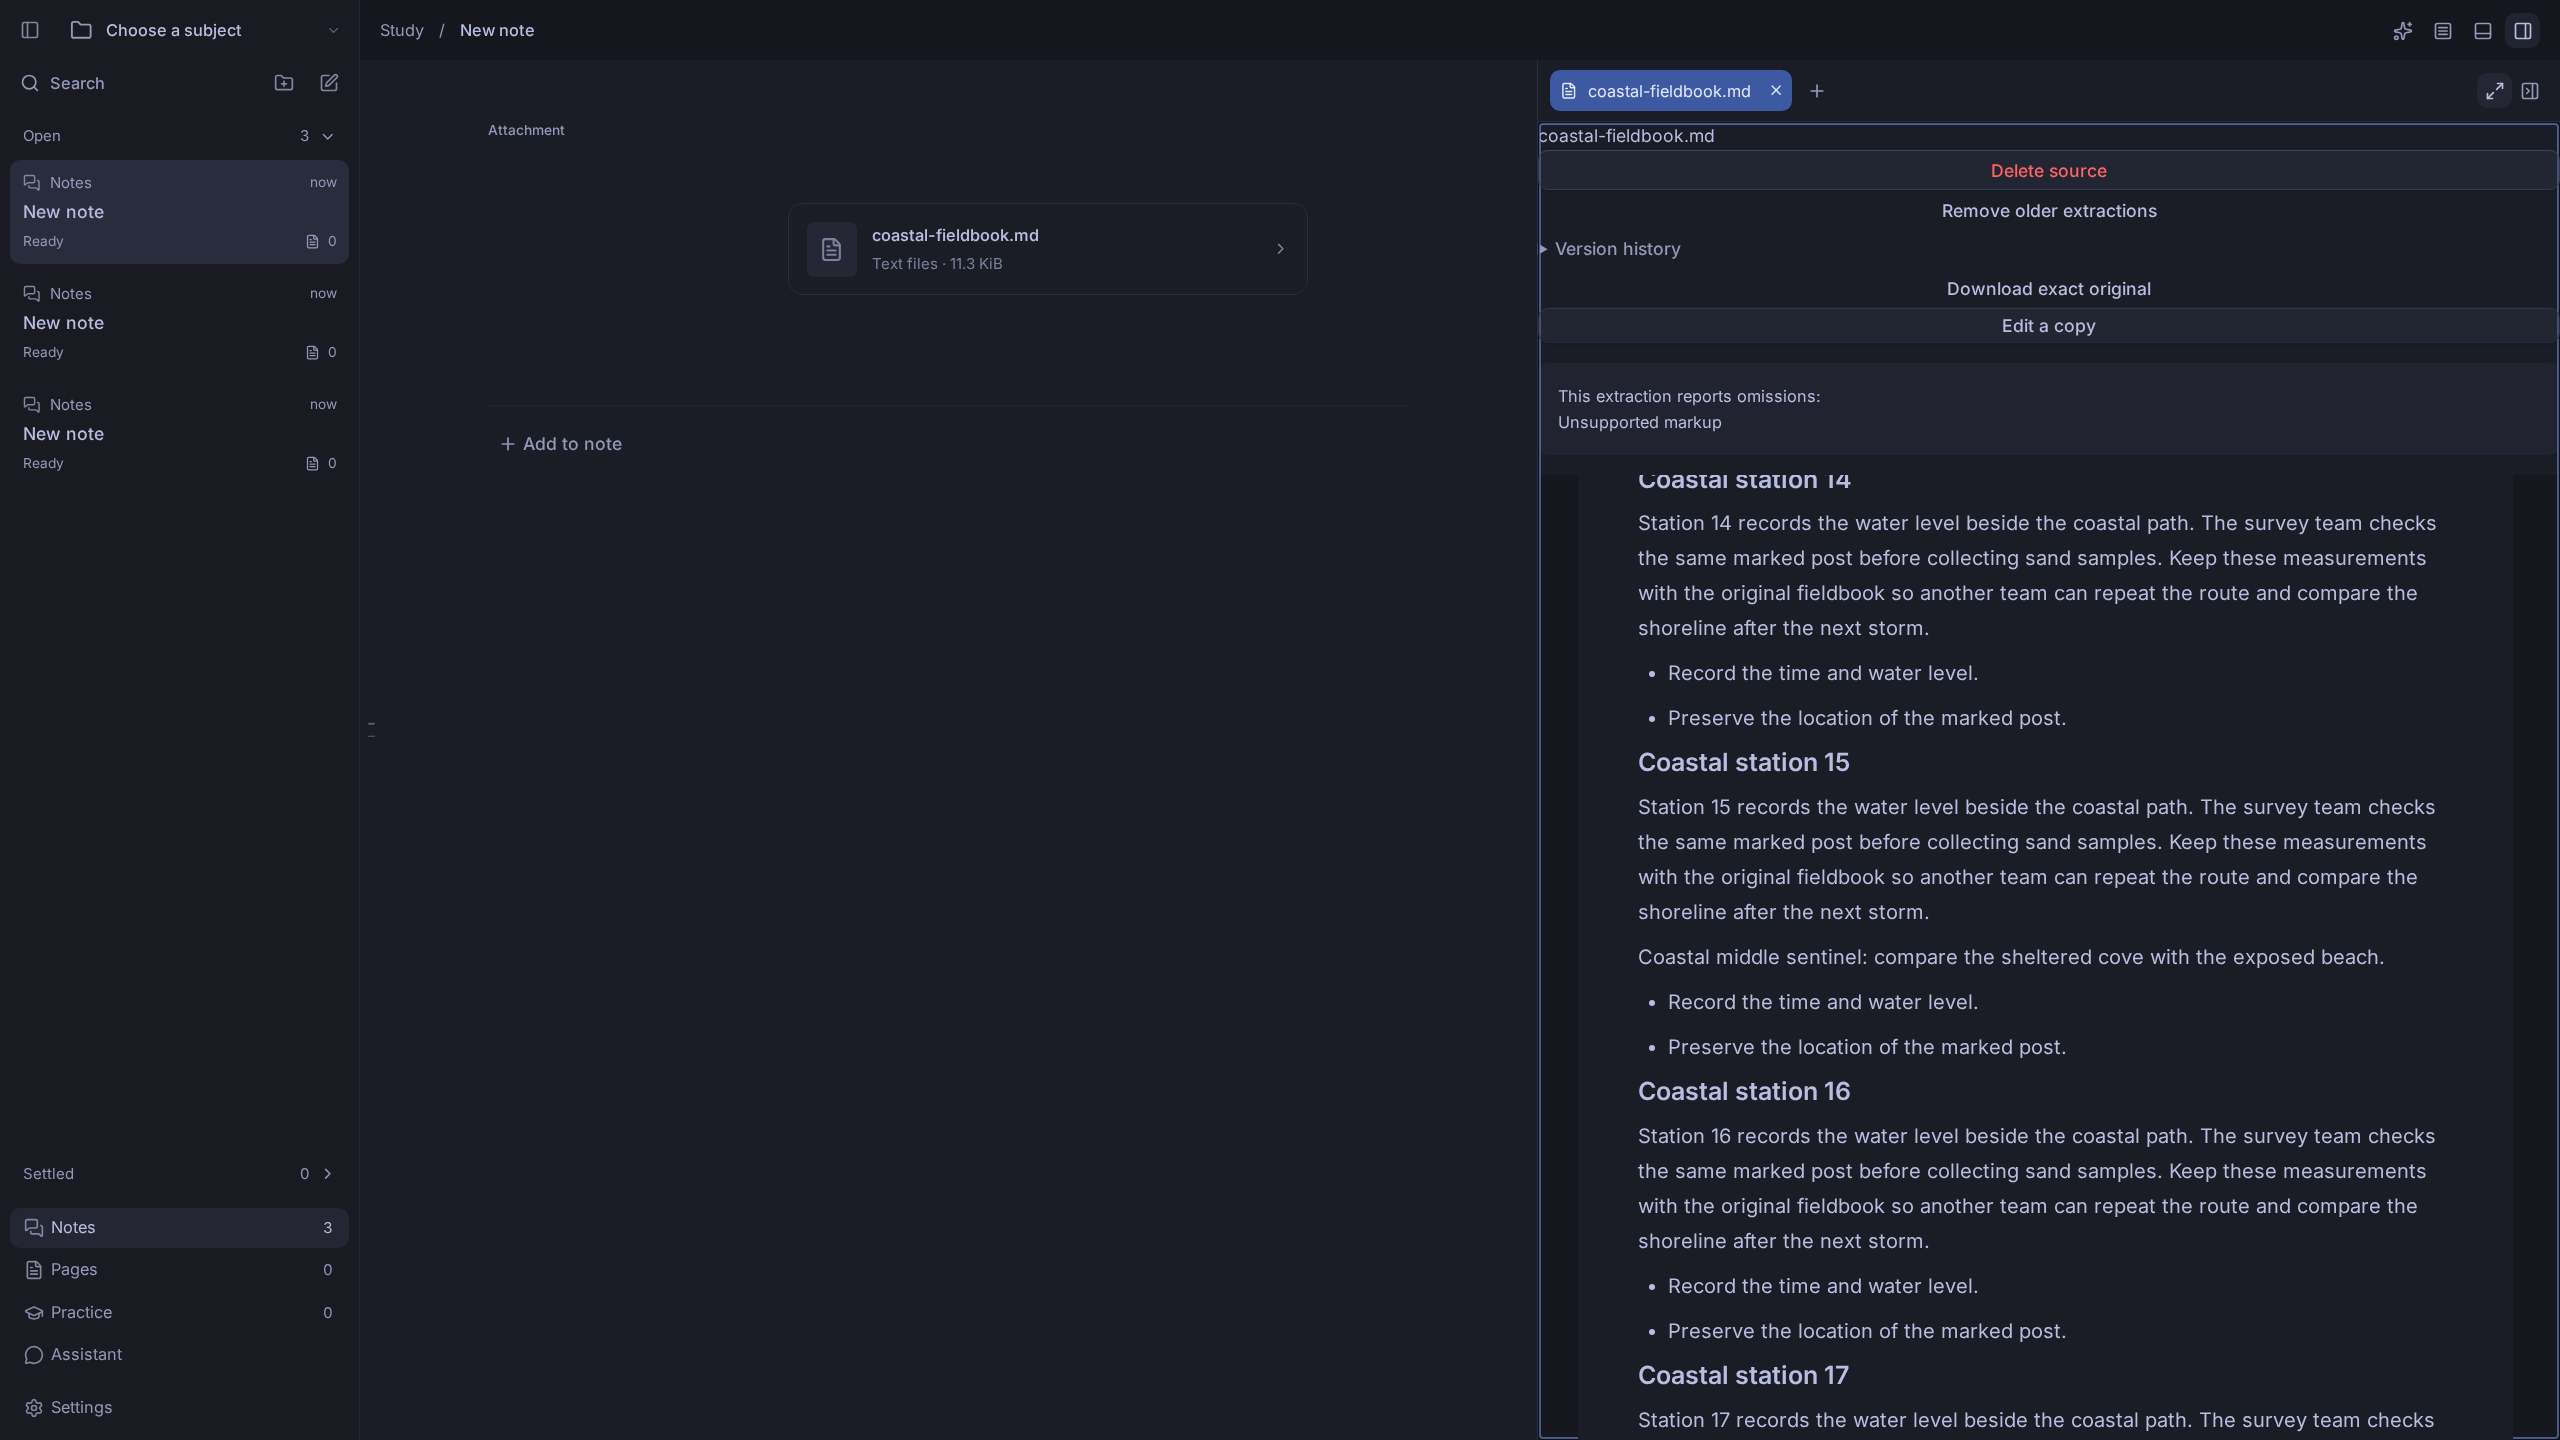 Choose a subject
Search
Open 3
Notes now
New note
Ready 0
Notes now
New note
Ready 0
Notes now
New note
Ready 0
Settled 0
Notes 3
Pages 0
Practice 0
Assistant
Settings
Study / New note
Attachment
coastal-fieldbook.md
Text files · 11.3 KiB
Add to note
coastal-fieldbook.md
coastal-fieldbook.md
Delete source
Remove older extractions
Version history
Download exact original
Edit a copy
This extraction reports omissions:
Unsupported markup
Coastal station 14
Station 14 records the water level beside the coastal path. The survey team checks
the same marked post before collecting sand samples. Keep these measurements
with the original fieldbook so another team can repeat the route and compare the
shoreline after the next storm.
• Record the time and water level.
• Preserve the location of the marked post.
Coastal station 15
Station 15 records the water level beside the coastal path. The survey team checks
the same marked post before collecting sand samples. Keep these measurements
with the original fieldbook so another team can repeat the route and compare the
shoreline after the next storm.
Coastal middle sentinel: compare the sheltered cove with the exposed beach.
• Record the time and water level.
• Preserve the location of the marked post.
Coastal station 16
Station 16 records the water level beside the coastal path. The survey team checks
the same marked post before collecting sand samples. Keep these measurements
with the original fieldbook so another team can repeat the route and compare the
shoreline after the next storm.
• Record the time and water level.
• Preserve the location of the marked post.
Coastal station 17
Station 17 records the water level beside the coastal path. The survey team checks